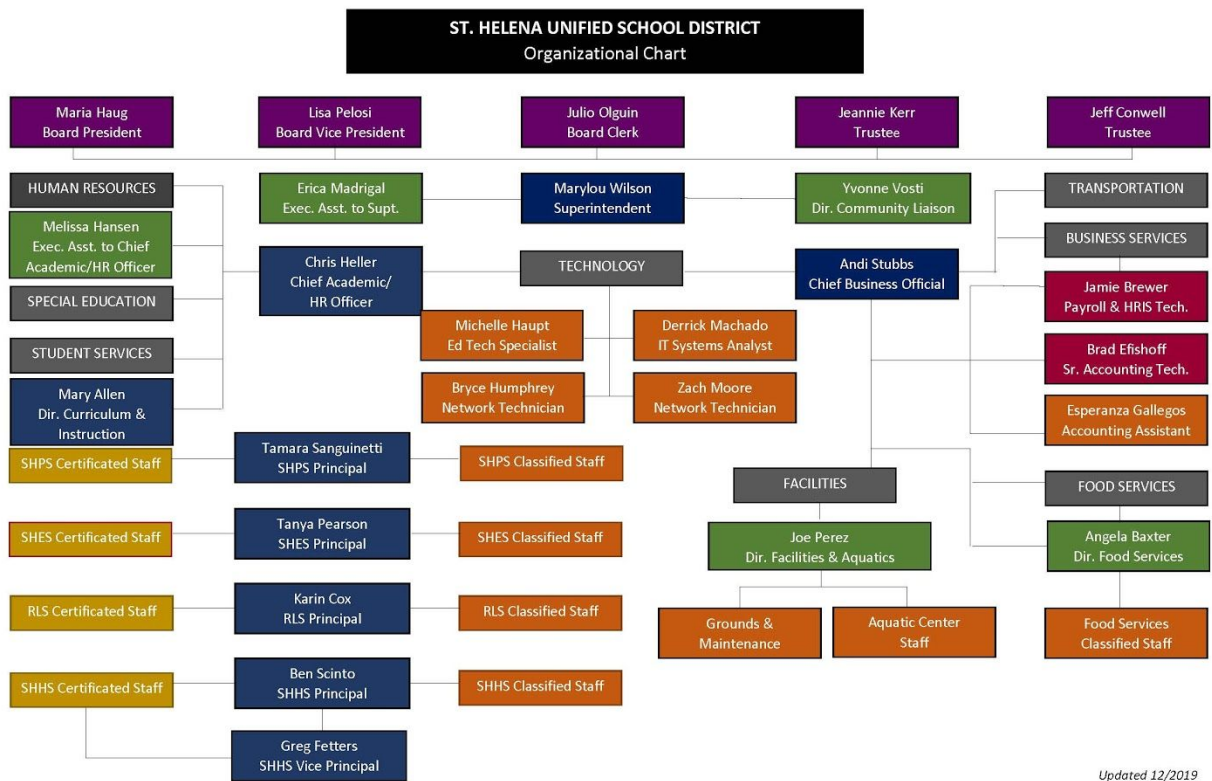 ST. HELENA UNIFIED SCHOOL DISTRICT
Organizational Chart
Maria Haug
Board President
Lisa Pelosi
Board Vice President
Julio Olguin
Board Clerk
Jeannie Kerr
Trustee
Jeff Conwell
Trustee
HUMAN RESOURCES
Erica Madrigal
Exec. Asst. to Supt.
Marylou Wilson
Superintendent
Yvonne Vosti
Dir. Community Liaison
TRANSPORTATION
Melissa Hansen
Exec. Asst. to Chief
Academic/HR Officer
BUSINESS SERVICES
Chris Heller
Chief Academic/
HR Officer
TECHNOLOGY
Andi Stubbs
Chief Business Official
SPECIAL EDUCATION
Jamie Brewer
Payroll & HRIS Tech.
Michelle Haupt
Ed Tech Specialist
Derrick Machado
IT Systems Analyst
STUDENT SERVICES
Brad Efishoff
Sr. Accounting Tech.
Mary Allen
Dir. Curriculum &
Instruction
Bryce Humphrey
Network Technician
Zach Moore
Network Technician
Esperanza Gallegos
Accounting Assistant
SHPS Certificated Staff
Tamara Sanguinetti
SHPS Principal
SHPS Classified Staff
FACILITIES
FOOD SERVICES
SHES Certificated Staff
Tanya Pearson
SHES Principal
SHES Classified Staff
Joe Perez
Dir. Facilities & Aquatics
Angela Baxter
Dir. Food Services
RLS Certificated Staff
Karin Cox
RLS Principal
RLS Classified Staff
Grounds &
Maintenance
Aquatic Center
Staff
Food Services
Classified Staff
SHHS Certificated Staff
Ben Scinto
SHHS Principal
SHHS Classified Staff
Greg Fetters
SHHS Vice Principal
Updated 12/2019